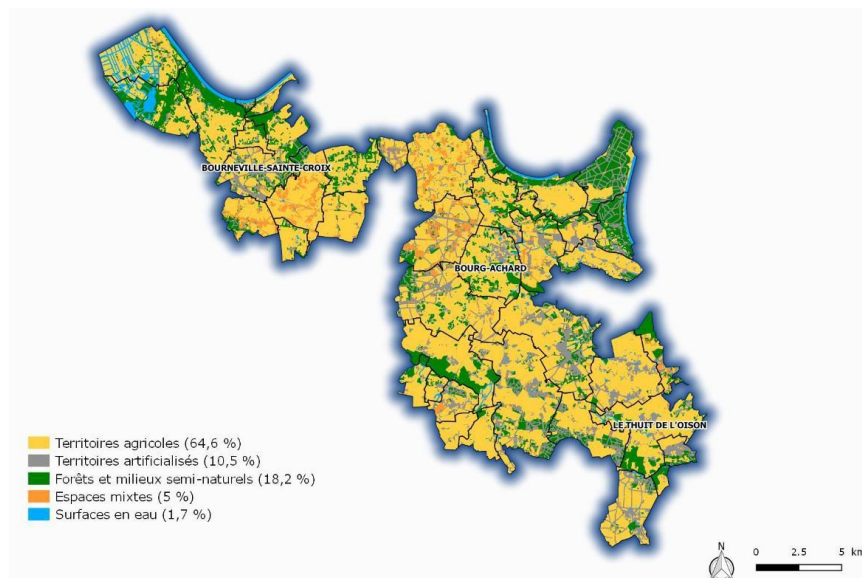 BOURNEVILLE-SAINTE-CROIX
BOURG-ACHARD
LE THUIT DE L'OISON
Territoires agricoles (64,6 %)
Territoires artificialisés (10,5 %)
Forêts et milieux semi-naturels (18,2 %)
Espaces mixtes (5 %)
Surfaces en eau (1,7 %)
N
0 2.5 5 km